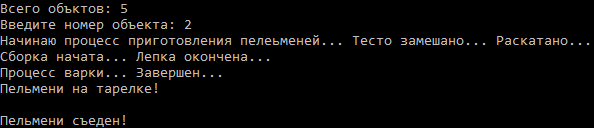 Всего объктов: 5
Введите номер объекта: 2
Начинаю процесс приготовления пелеьменей... Тесто замешано... Раскатано...
Сборка начата... Лепка окончена...
Процесс варки... Завершен...
Пельмени на тарелке!
Пельмени съеден!